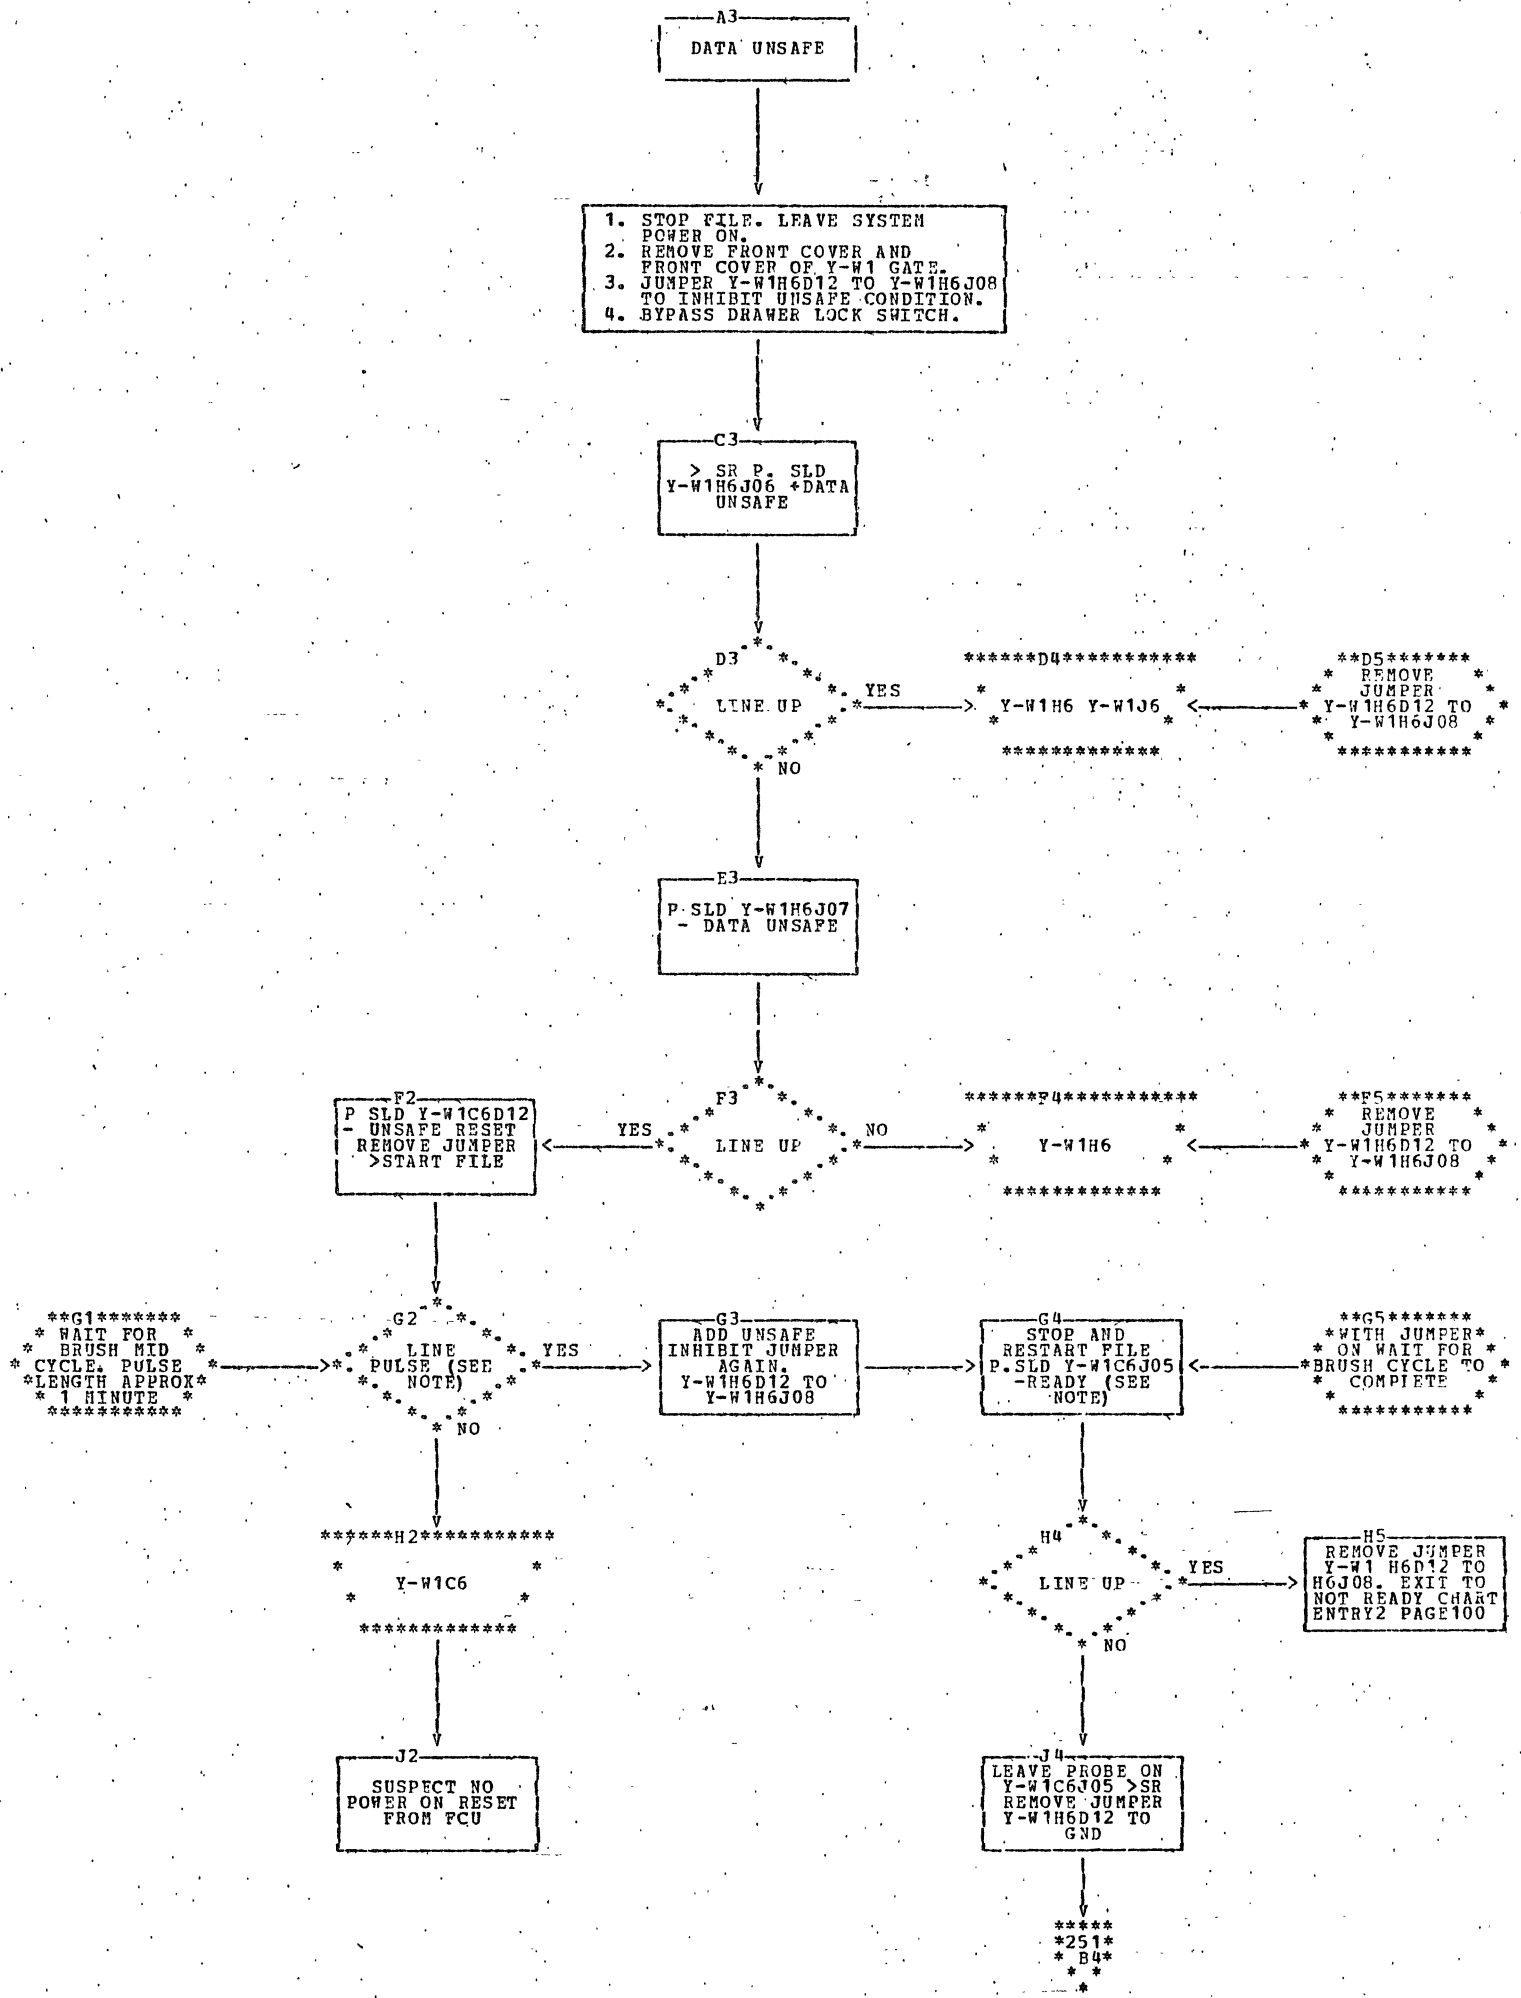 A3
DATA UNSAFE
1. STOP FILE. LEAVE SYSTEM
POWER ON.
2. REMOVE FRONT COVER AND
FRONT COVER OF Y-W1 GATE.
3. JUMPER Y-W1H6D12 TO Y-W1H6J08
TO INHIBIT UNSAFE CONDITION.
4. BYPASS DRAWER LOCK SWITCH.
C3
> SR P. SLD
Y-W1H6J06 +DATA
UNSAFE
D3
LINE UP
YES
NO
D4
Y-W1H6 Y-W1J6
D5
REMOVE
JUMPER
Y-W1H6D12 TO
Y-W1H6J08
E3
P SLD Y-W1H6J07
- DATA UNSAFE
F2
P SLD Y-W1C6D12
- UNSAFE RESET
REMOVE JUMPER
>START FILE
F3
LINE UP
YES
NO
F4
Y-W1H6
F5
REMOVE
JUMPER
Y-W1H6D12 TO
Y-W1H6J08
G1
WAIT FOR
BRUSH MID
CYCLE. PULSE
LENGTH APPROX
1 MINUTE
G2
LINE
PULSE (SEE
NOTE)
YES
NO
G3
ADD UNSAFE
INHIBIT JUMPER
AGAIN.
Y-W1H6D12 TO
Y-W1H6J08
G4
STOP AND
RESTART FILE
P.SLD Y-W1C6J05
-READY (SEE
NOTE)
G5
WITH JUMPER
ON WAIT FOR
BRUSH CYCLE TO
COMPLETE
H2
Y-W1C6
H4
LINE UP
YES
NO
H5
REMOVE JUMPER
Y-W1 H6D12 TO
H6J08. EXIT TO
NOT READY CHART
ENTRY2 PAGE100
J2
SUSPECT NO
POWER ON RESET
FROM FCU
J4
LEAVE PROBE ON
Y-W1C6J05 >SR
REMOVE JUMPER
Y-W1H6D12 TO
GND
*****
*251*
* B4*
* *
*